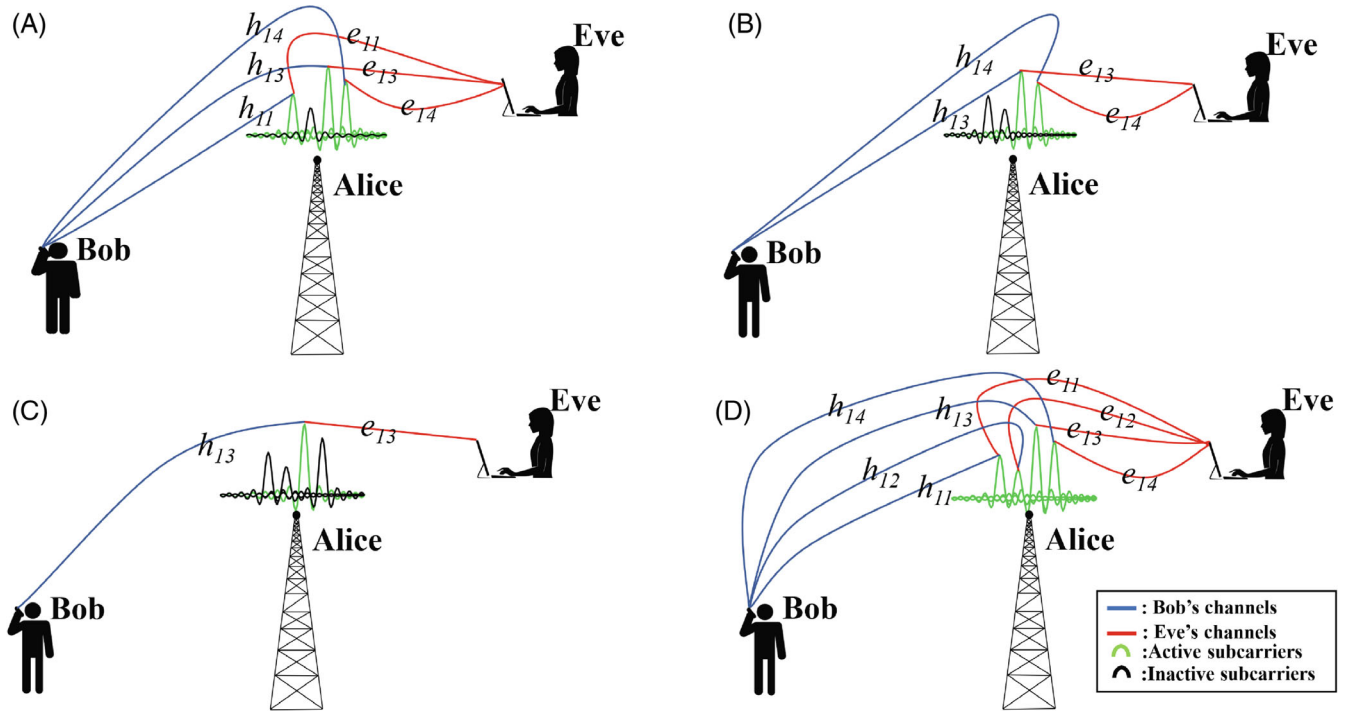 (A)
h14
e11
Eve
h13
e13
h11
e14
Alice
Bob
(B)
h14
e13
Eve
h13
e14
Alice
Bob
(C)
h13
e13
Eve
Alice
Bob
(D)
h14
h13
e11
e12
Eve
h12
e13
h11
e14
Alice
Bob
: Bob's channels
: Eve's channels
:Active subcarriers
:Inactive subcarriers